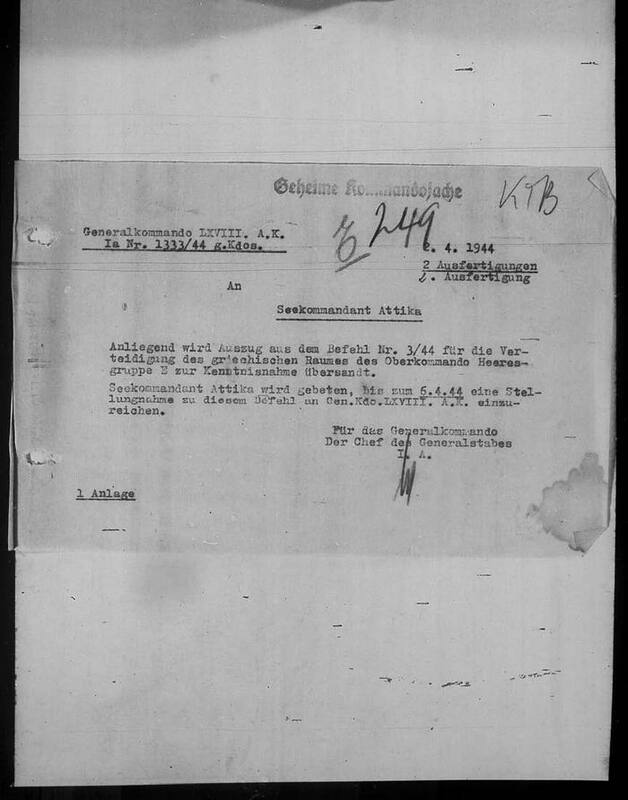 Geheime Kommandosache
KTB
Generalkommando LXVIII. A.K.
Ia Nr. 1333/44 g.Kdos.
249
2. 4. 1944
2 Ausfertigungen
2. Ausfertigung
An
Seekommandant Attika
Anliegend wird Auszug aus dem Befehl Nr. 3/44 für die Ver-
teidigung des griechischen Raumes des Oberkommando Heeres-
gruppe E zur Kenntnisnahme übersandt.
Seekommandant Attika wird gebeten, bis zum 6.4.44 eine Stel-
lungnahme zu diesem Befehl an Gen.Kdo.LXVIII. A.K. einzu-
reichen.
Für das Generalkommando
Der Chef des Generalstabes
I. A.
1 Anlage